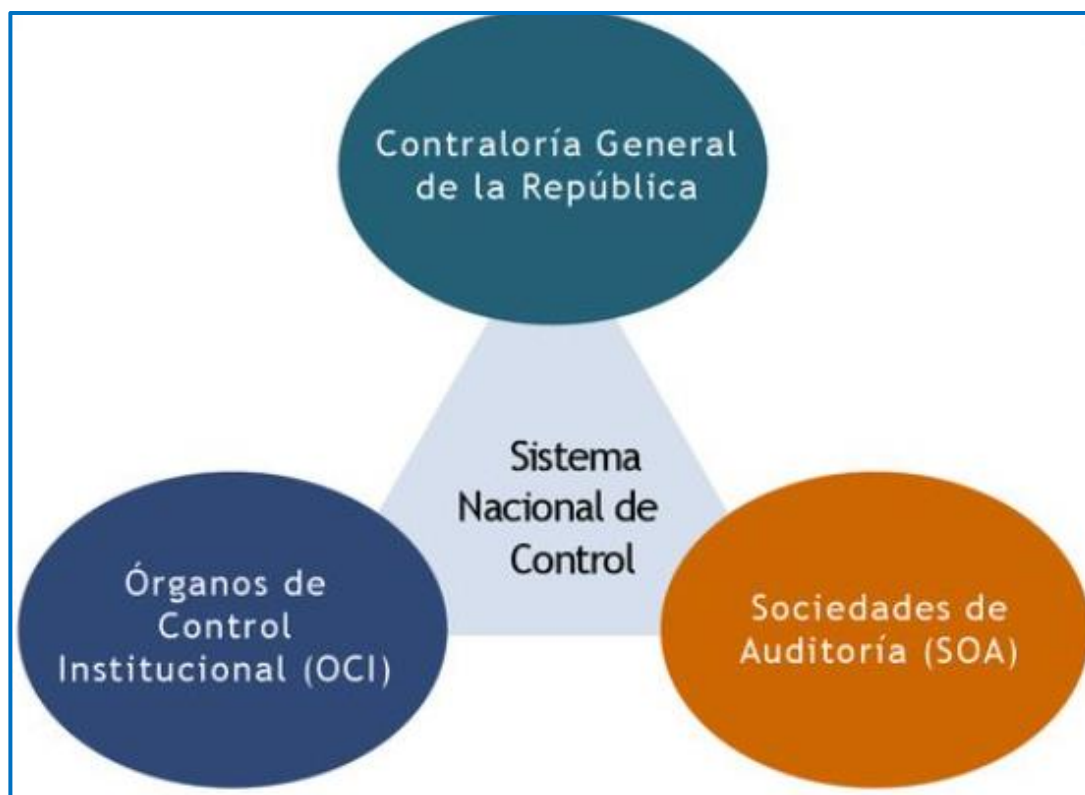 Contraloría General
de la República
Sistema
Nacional de
Control
Órganos de
Control
Institucional (OCI)
Sociedades de
Auditoría (SOA)